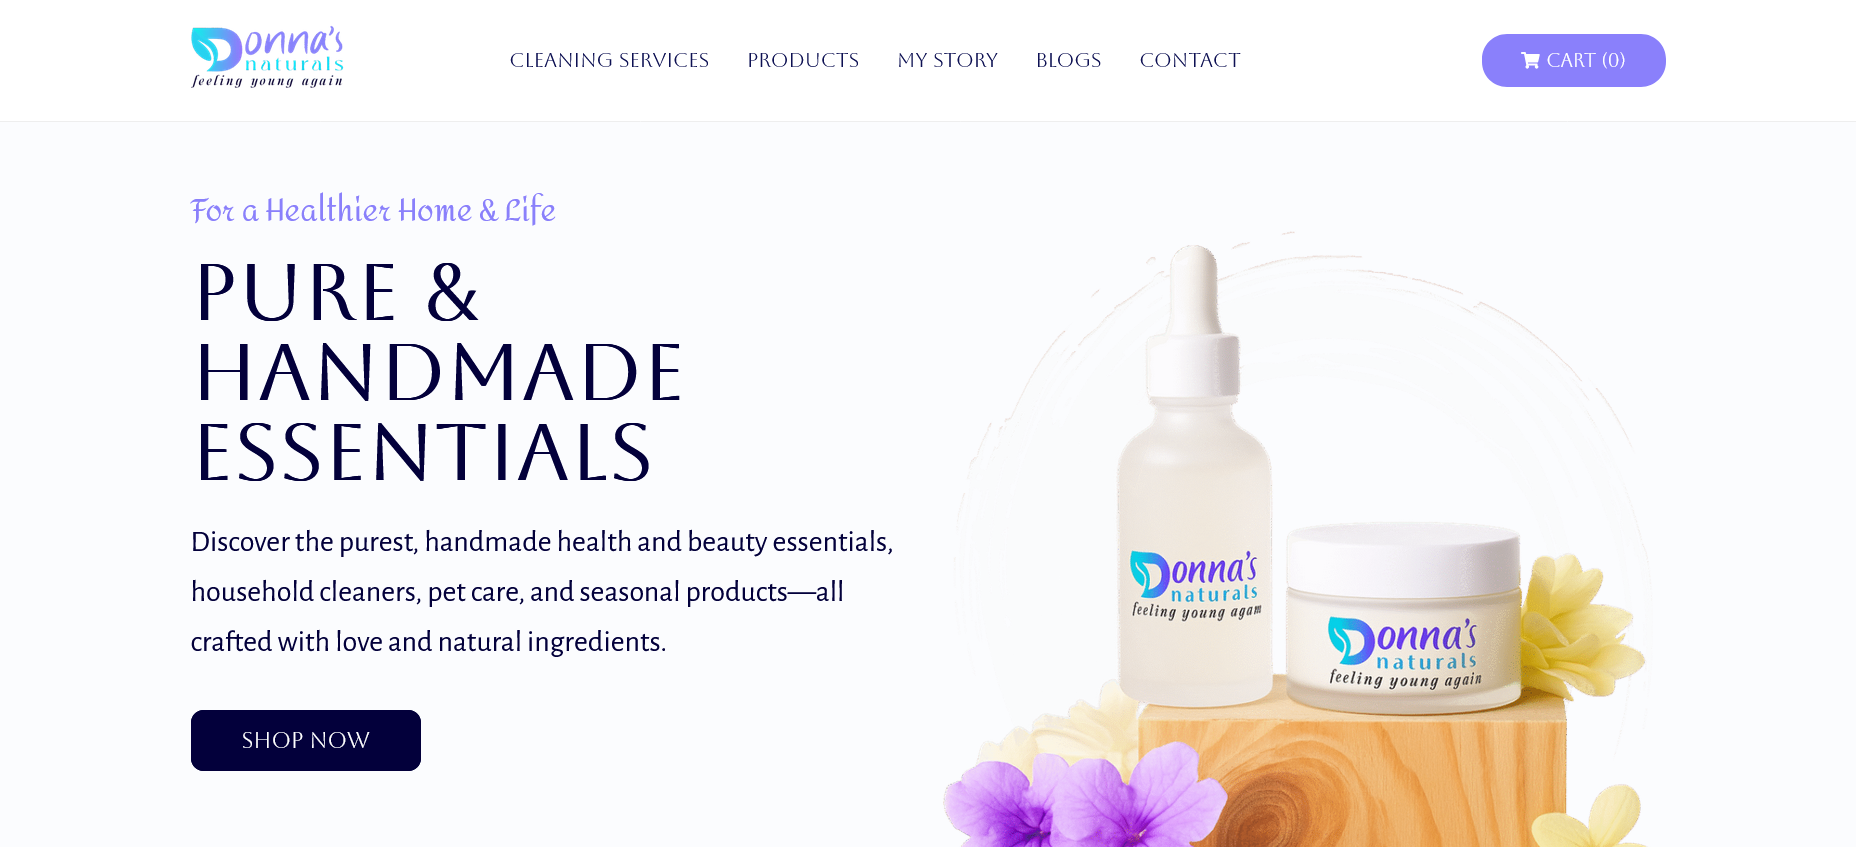 Donna's
naturals
feeling young again
CLEANING SERVICES
PRODUCTS
MY STORY
BLOGS
CONTACT
CART (0)
For a Healthier Home & Life
PURE &
HANDMADE
ESSENTIALS
Discover the purest, handmade health and beauty essentials,
household cleaners, pet care, and seasonal products—all
crafted with love and natural ingredients.
SHOP NOW
Donna's
naturals
feeling young agam
Donna's
naturals
feeling young again